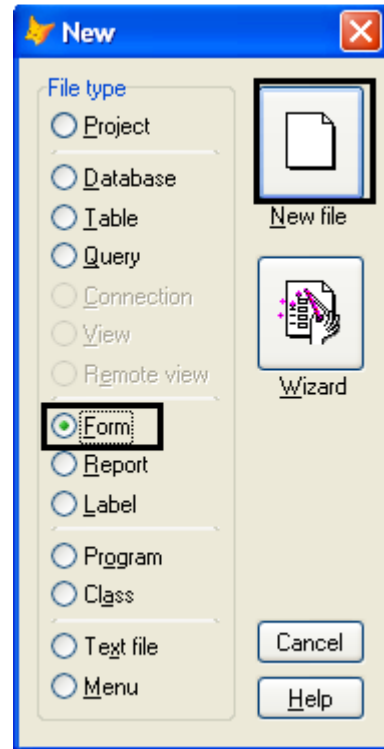 New
File type
Project
Database
Table
Query
Connection
View
Remote view
Form
Report
Label
Program
Class
Text file
Menu
New file
Wizard
Cancel
Help